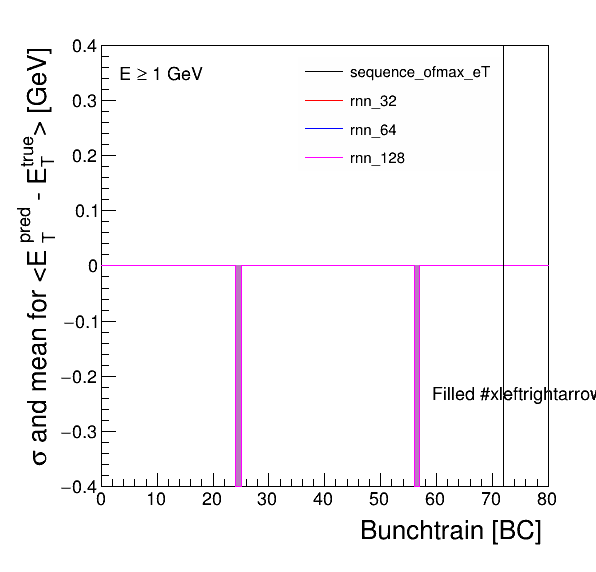 σ and mean for <E_T^pred - E_T^true> [GeV]
0.4
0.3
0.2
0.1
0
−0.1
−0.2
−0.3
−0.4
E ≥ 1 GeV
sequence_ofmax_eT
rnn_32
rnn_64
rnn_128
Filled #xleftrightarrow
0 10 20 30 40 50 60 70 80
Bunchtrain [BC]